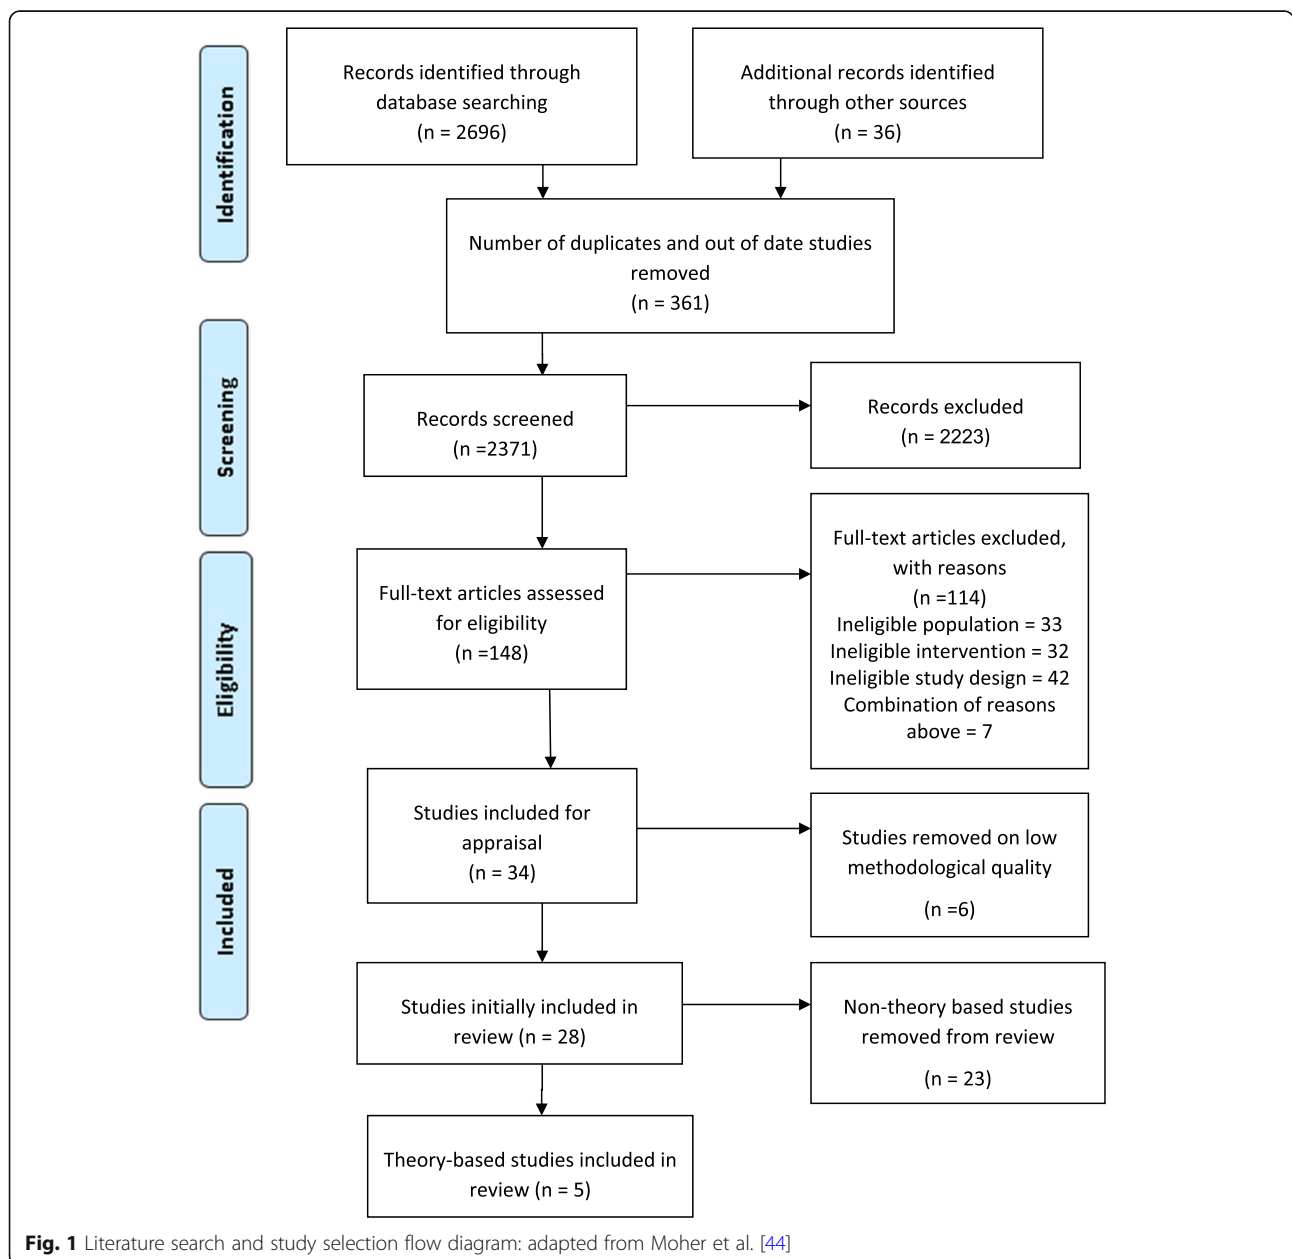 Identification
Records identified through
database searching
(n = 2696)
Additional records identified
through other sources
(n = 36)
Number of duplicates and out of date studies
removed
(n = 361)
Screening
Records screened
(n =2371)
Records excluded
(n = 2223)
Eligibility
Full-text articles assessed
for eligibility
(n =148)
Full-text articles excluded,
with reasons
(n =114)
Ineligible population = 33
Ineligible intervention = 32
Ineligible study design = 42
Combination of reasons
above = 7
Included
Studies included for
appraisal
(n = 34)
Studies removed on low
methodological quality
(n =6)
Studies initially included in
review (n = 28)
Non-theory based studies
removed from review
(n = 23)
Theory-based studies included in
review (n = 5)
Fig. 1 Literature search and study selection flow diagram: adapted from Moher et al. [44]